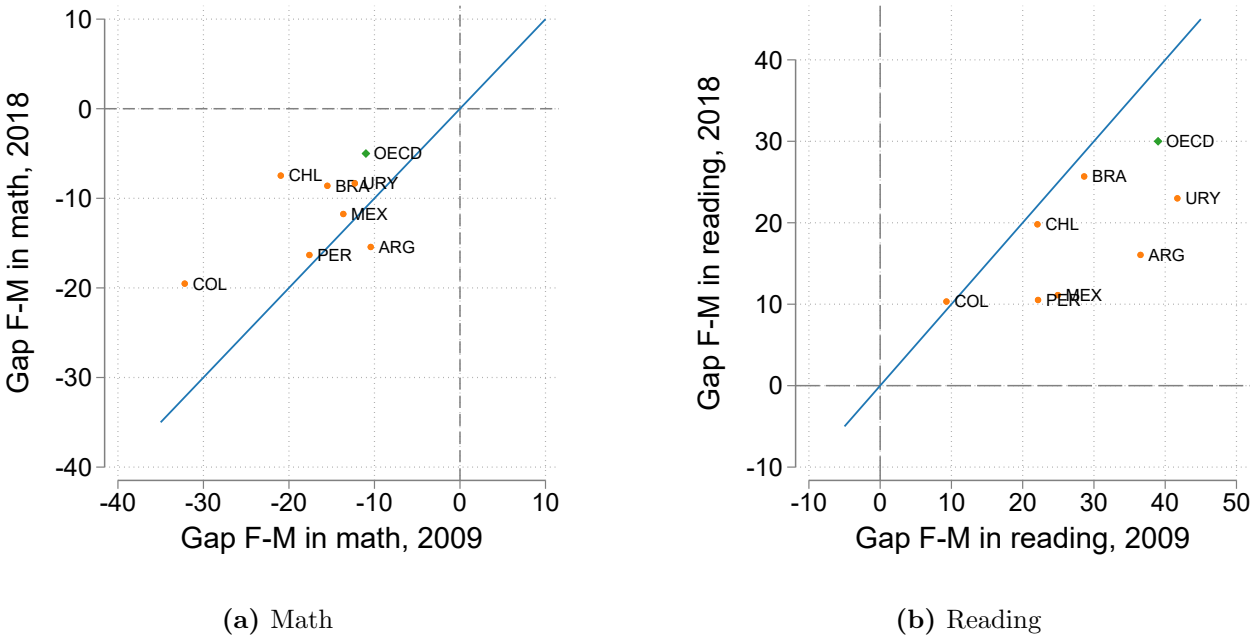 Gap F-M in math, 2018
10
0
-10
-20
-30
-40
OECD
CHL
BRA
URY
MEX
ARG
PER
COL
-40 -30 -20 -10 0 10
Gap F-M in math, 2009
(a) Math
Gap F-M in reading, 2018
40
30
20
10
0
-10
OECD
BRA
URY
CHL
ARG
MEX
PER
COL
-10 0 10 20 30 40 50
Gap F-M in reading, 2009
(b) Reading